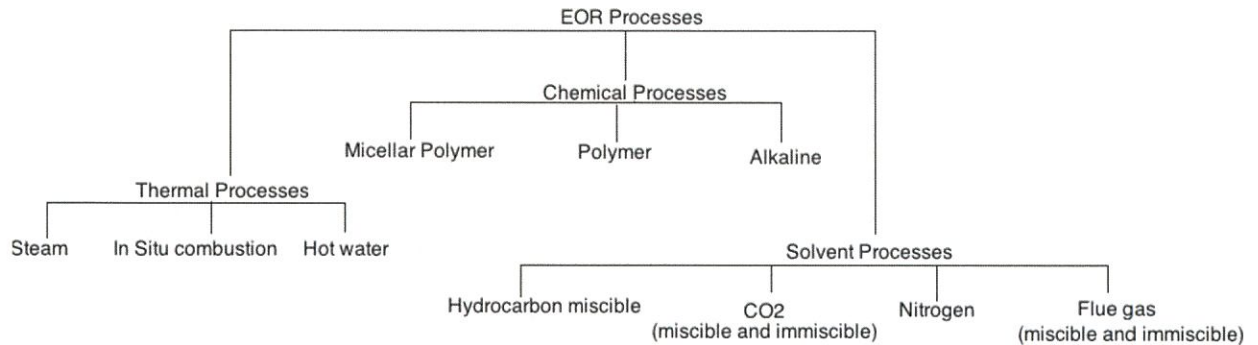 EOR Processes
Chemical Processes
Micellar Polymer
Polymer
Alkaline
Thermal Processes
Steam
In Situ combustion
Hot water
Solvent Processes
Hydrocarbon miscible
CO2
(miscible and immiscible)
Nitrogen
Flue gas
(miscible and immiscible)